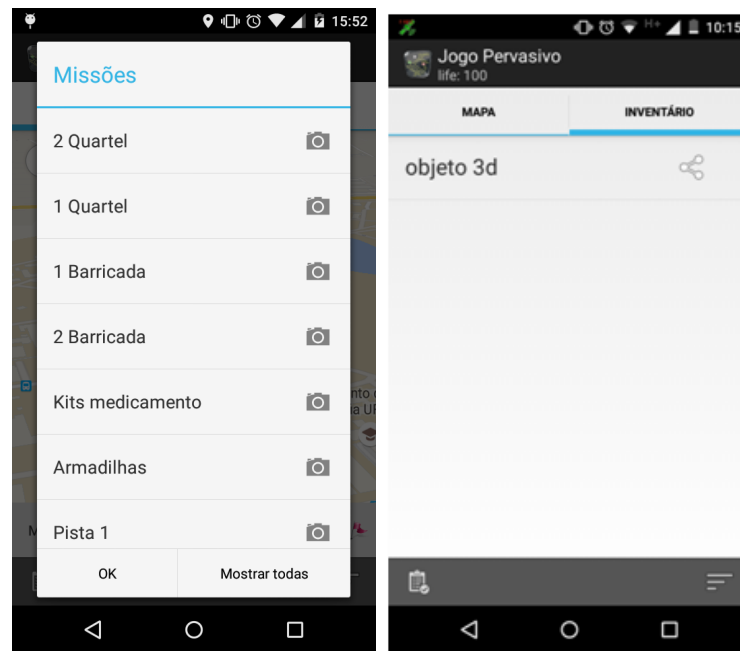 15:52
Missões
2 Quartel
1 Quartel
1 Barricada
2 Barricada
Kits medicamento
Armadilhas
Pista 1
OK
Mostrar todas
H+ 10:15
Jogo Pervasivo
life: 100
MAPA
INVENTÁRIO
objeto 3d